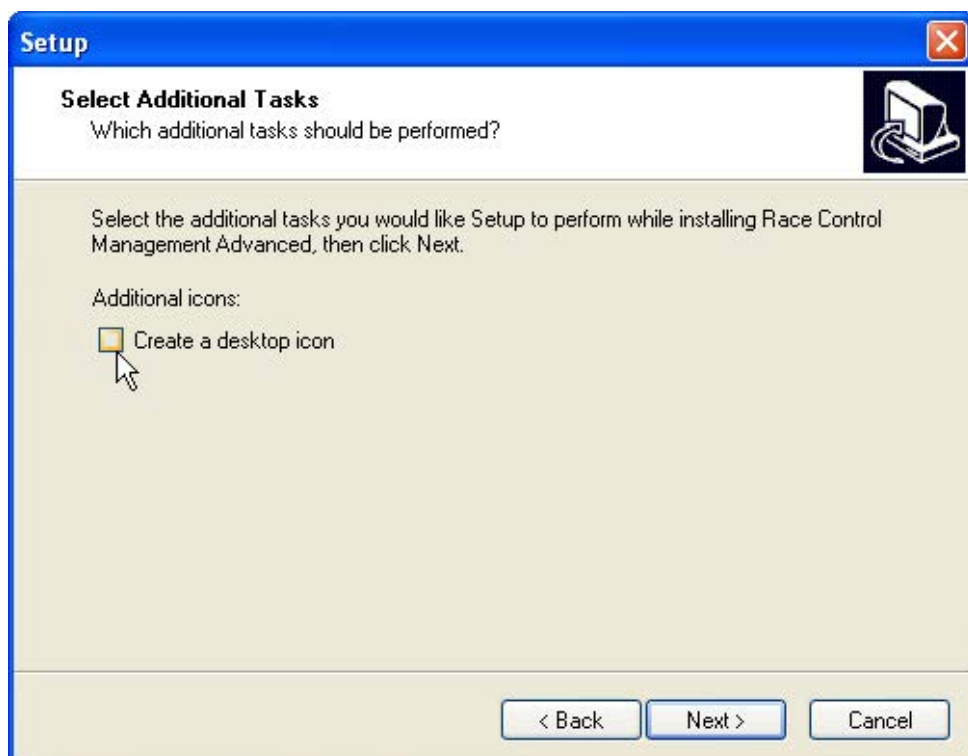 Setup
Select Additional Tasks
Which additional tasks should be performed?
Select the additional tasks you would like Setup to perform while installing Race Control
Management Advanced, then click Next.
Additional icons:
Create a desktop icon
< Back
Next >
Cancel